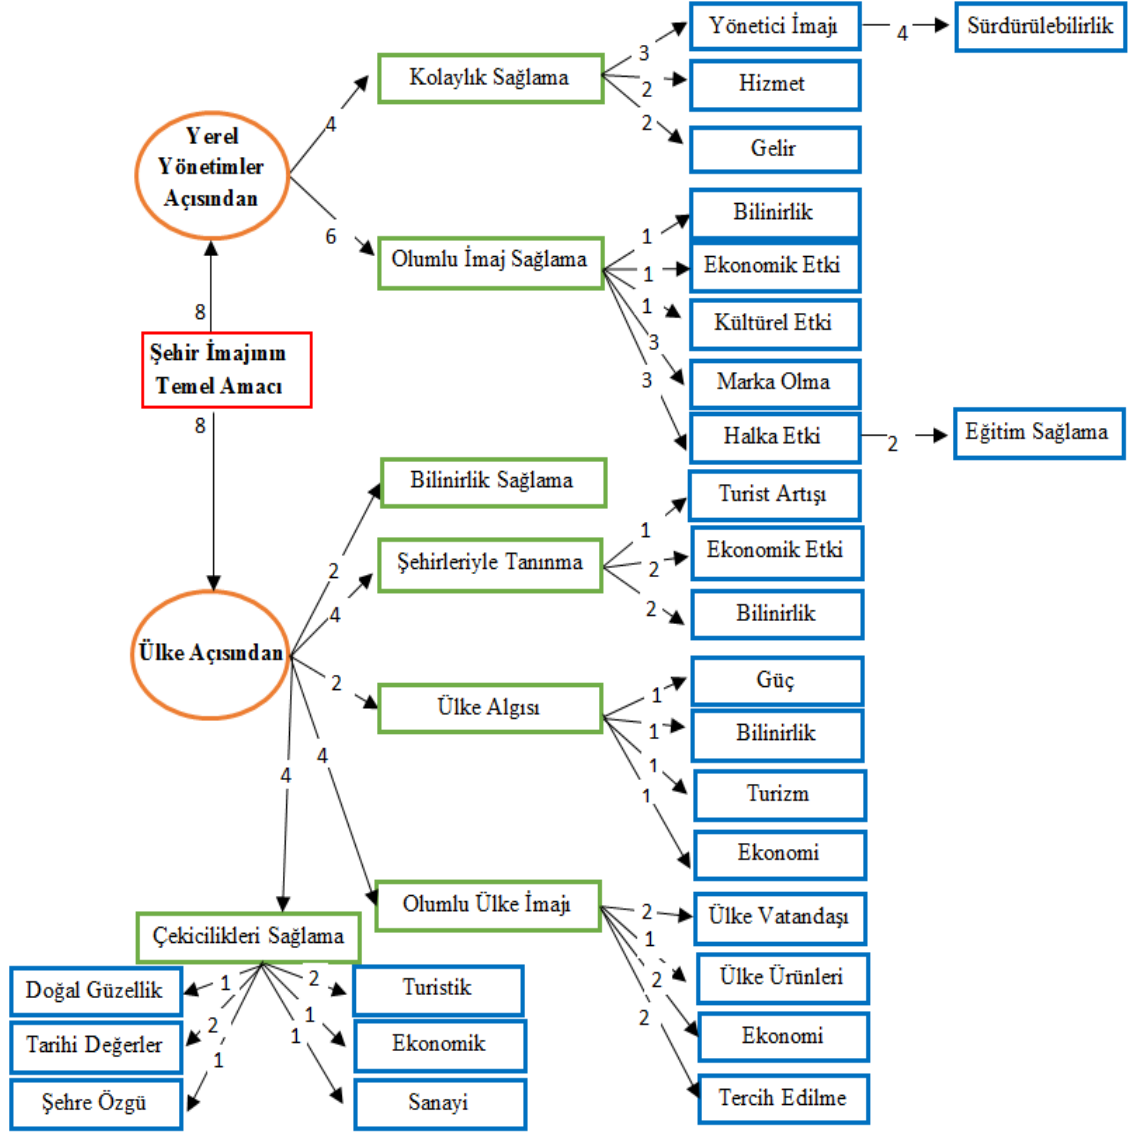 Yönetici İmajı
4
Sürdürülebilirlik
3
Kolaylık Sağlama
2
Hizmet
2
Gelir
4
Yerel
Yönetimler
Açısından
6
Olumlu İmaj Sağlama
1
Bilinirlik
1
Ekonomik Etki
1
Kültürel Etki
3
Marka Olma
3
Halka Etki
2
Eğitim Sağlama
8
Şehir İmajının
Temel Amacı
8
Ülke Açısından
2
Bilinirlik Sağlama
4
Şehirleriyle Tanınma
1
Turist Artışı
2
Ekonomik Etki
2
Bilinirlik
2
Ülke Algısı
1
Güç
1
Bilinirlik
1
Turizm
1
Ekonomi
4
Olumlu Ülke İmajı
2
Ülke Vatandaşı
1
Ülke Ürünleri
2
Ekonomi
2
Tercih Edilme
4
Çekicilikleri Sağlama
1
Doğal Güzellik
2
Tarihi Değerler
1
Şehre Özgü
2
Turistik
1
Ekonomik
1
Sanayi